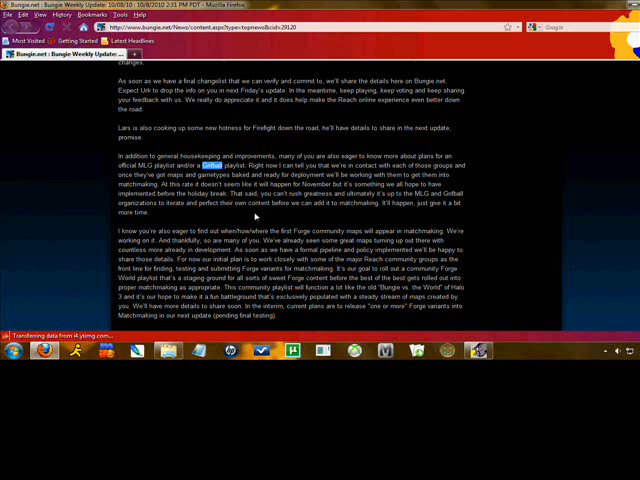 Bungie.net : Bungie Weekly Update: 10/08/10 : 10/8/2010 2:31 PM PDT - Mozilla Firefox
File Edit View History Bookmarks Tools Help
http://www.bungie.net/News/content.aspx?type=topnews&cid=29120
Google
Most Visited Getting Started Latest Headlines
Bungie.net : Bungie Weekly Update: ...
changes.
As soon as we have a final changelist that we can verify and commit to, we'll share the details here on Bungie.net.
Expect Urk to drop the info on you in next Friday's update. In the meantime, keep playing, keep voting and keep sharing
your feedback with us. We really do appreciate it and it does help make the Reach online experience even better down
the road.
Lars is also cooking up some new hotness for Firefight down the road, he'll have details to share in the next update,
promise.
In addition to general housekeeping and improvements, many of you are also eager to know more about plans for an
official MLG playlist and/or a Grifball playlist. Right now I can tell you that we're in contact with each of those groups and
once they've got maps and gametypes baked and ready for deployment we'll be working with them to get them into
matchmaking. At this rate it doesn't seem like it will happen for November but it's something we all hope to have
implemented before the holiday break. That said, you can't rush greatness and ultimately it's up to the MLG and Grifball
organizations to iterate and perfect their own content before we can add it to matchmaking. It'll happen, just give it a bit
more time.
I know you're also eager to find out when/how/where the first Forge community maps will appear in matchmaking. We're
working on it. And thankfully, so are many of you. We've already seen some great maps turning up out there with
countless more already in development. As soon as we have a formal pipeline and policy implemented we'll be happy to
share those details. For now our initial plan is to work closely with some of the major Reach community groups as the
front line for finding, testing and submitting Forge variants for matchmaking. It's our goal to roll out a community Forge
World playlist that's a staging ground for all sorts of sweet Forge content before the best of the best gets rolled out into
proper matchmaking as appropriate. This community playlist will function a lot like the old "Bungie vs. the World" of Halo
3 and it's our hope to make it a fun battleground that's exclusively populated with a steady stream of maps created by
you. We'll have more details to share soon. In the interim, current plans are to release "one or more" Forge variants into
Matchmaking in our next update (pending final testing).
Transferring data from i4.ytimg.com...